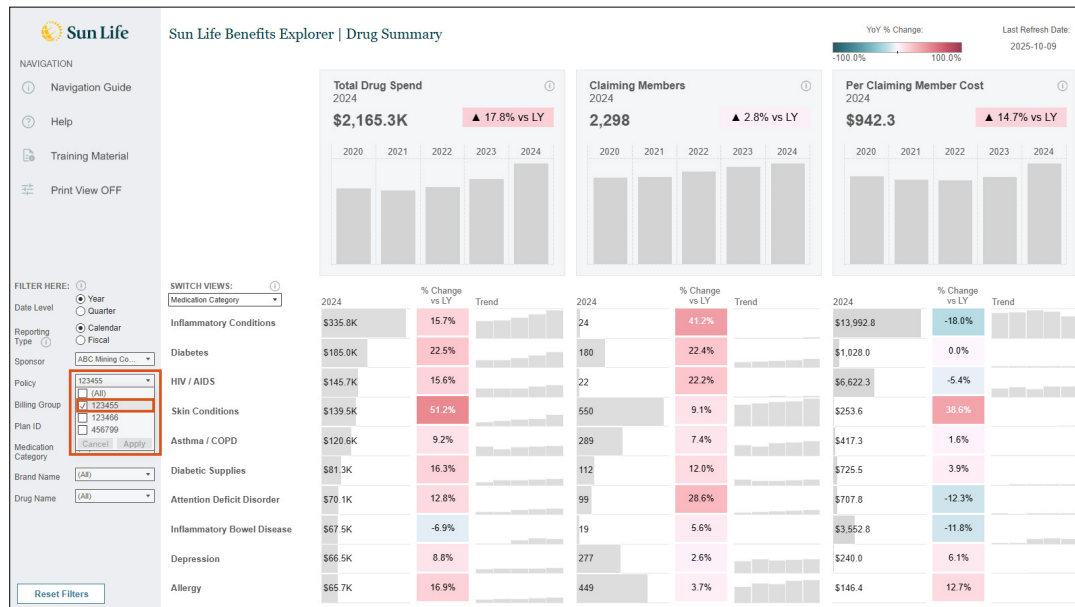 Sun Life
Sun Life Benefits Explorer | Drug Summary
YoY % Change:
-100.0% 100.0%
Last Refresh Date:
2025-10-09
NAVIGATION
Navigation Guide
Help
Training Material
Print View OFF
Total Drug Spend
2024
$2,165.3K
▲ 17.8% vs LY
2020 2021 2022 2023 2024
Claiming Members
2024
2,298
▲ 2.8% vs LY
2020 2021 2022 2023 2024
Per Claiming Member Cost
2024
$942.3
▲ 14.7% vs LY
2020 2021 2022 2023 2024
FILTER HERE:
Date Level
Year
Quarter
Reporting Type
Calendar
Fiscal
Sponsor
ABC Mining Co...
Policy
123455
(All)
123455
123466
456799
Cancel Apply
Billing Group
Plan ID
Medication Category
Brand Name
(All)
Drug Name
(All)
Reset Filters
SWITCH VIEWS:
Medication Category
2024 % Change vs LY Trend 2024 % Change vs LY Trend 2024 % Change vs LY Trend
Inflammatory Conditions $335.8K 15.7% 24 41.2% $13,992.8 -18.0%
Diabetes $185.0K 22.5% 180 22.4% $1,028.0 0.0%
HIV / AIDS $145.7K 15.6% 22 22.2% $6,622.3 -5.4%
Skin Conditions $139.5K 51.2% 550 9.1% $253.6 38.6%
Asthma / COPD $120.6K 9.2% 289 7.4% $417.3 1.6%
Diabetic Supplies $81.3K 16.3% 112 12.0% $725.5 3.9%
Attention Deficit Disorder $70.1K 12.8% 99 28.6% $707.8 -12.3%
Inflammatory Bowel Disease $67.5K -6.9% 19 5.6% $3,552.8 -11.8%
Depression $66.5K 8.8% 277 2.6% $240.0 6.1%
Allergy $65.7K 16.9% 449 3.7% $146.4 12.7%